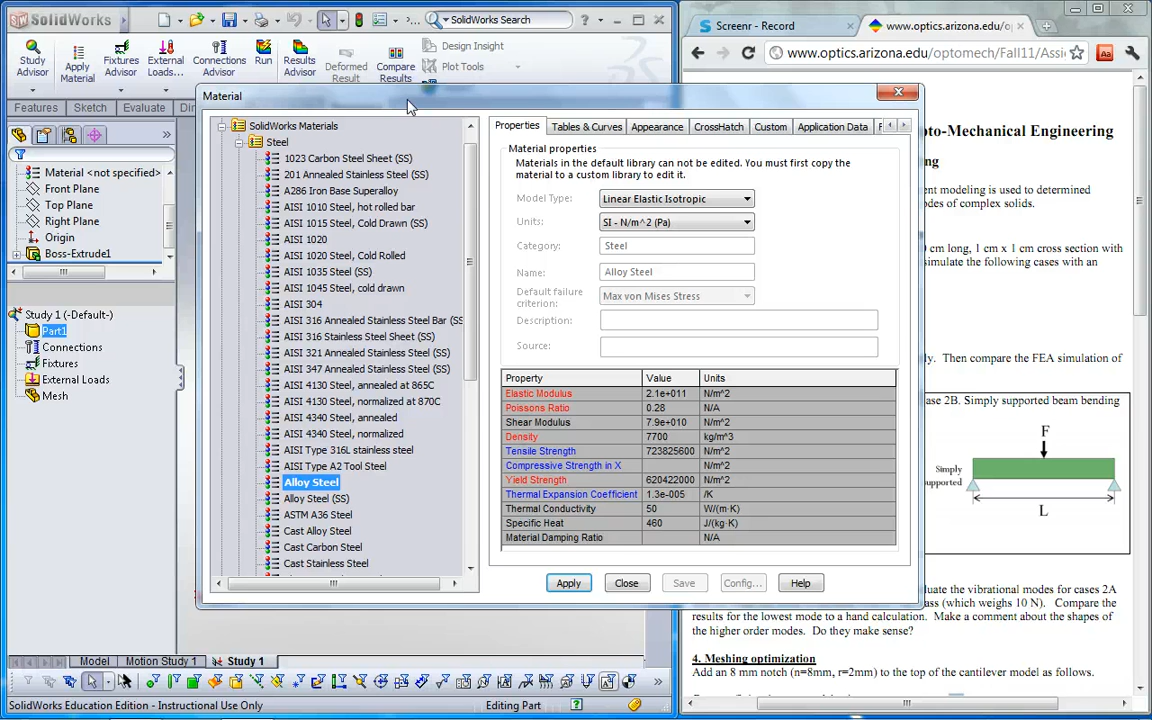 SolidWorks
SolidWorks Search
Study Advisor
Apply Material
Fixtures Advisor
External Loads...
Connections Advisor
Run
Results Advisor
Deformed Result
Compare Results
Design Insight
Plot Tools
Features
Sketch
Evaluate
Material <not specified>
Front Plane
Top Plane
Right Plane
Origin
Boss-Extrude1
Study 1 (-Default-)
Part1
Connections
Fixtures
External Loads
Mesh
Material
SolidWorks Materials
Steel
1023 Carbon Steel Sheet (SS)
201 Annealed Stainless Steel (SS)
A286 Iron Base Superalloy
AISI 1010 Steel, hot rolled bar
AISI 1015 Steel, Cold Drawn (SS)
AISI 1020
AISI 1020 Steel, Cold Rolled
AISI 1035 Steel (SS)
AISI 1045 Steel, cold drawn
AISI 304
AISI 316 Annealed Stainless Steel Bar (SS
AISI 316 Stainless Steel Sheet (SS)
AISI 321 Annealed Stainless Steel (SS)
AISI 347 Annealed Stainless Steel (SS)
AISI 4130 Steel, annealed at 865C
AISI 4130 Steel, normalized at 870C
AISI 4340 Steel, annealed
AISI 4340 Steel, normalized
AISI Type 316L stainless steel
AISI Type A2 Tool Steel
Alloy Steel
Alloy Steel (SS)
ASTM A36 Steel
Cast Alloy Steel
Cast Carbon Steel
Cast Stainless Steel
Properties
Tables & Curves
Appearance
CrossHatch
Custom
Application Data
F
Material properties
Materials in the default library can not be edited. You must first copy the
material to a custom library to edit it.
Model Type: Linear Elastic Isotropic
Units: SI - N/m^2 (Pa)
Category: Steel
Name: Alloy Steel
Default failure
criterion: Max von Mises Stress
Description:
Source:
Property Value Units
Elastic Modulus 2.1e+011 N/m^2
Poissons Ratio 0.28 N/A
Shear Modulus 7.9e+010 N/m^2
Density 7700 kg/m^3
Tensile Strength 723825600 N/m^2
Compressive Strength in X N/m^2
Yield Strength 620422000 N/m^2
Thermal Expansion Coefficient 1.3e-005 /K
Thermal Conductivity 50 W/(m·K)
Specific Heat 460 J/(kg·K)
Material Damping Ratio N/A
Apply
Close
Save
Config...
Help
Model
Motion Study 1
Study 1
SolidWorks Education Edition - Instructional Use Only
Editing Part
Screenr - Record
www.optics.arizona.edu/
www.optics.arizona.edu/optomech/Fall11/Assi
pto-Mechanical Engineering
ng
ent modeling is used to determined
odes of complex solids.
0 cm long, 1 cm x 1 cm cross section with
simulate the following cases with an
ly. Then compare the FEA simulation of
ase 2B. Simply supported beam bending
F
Simply
upported
L
luate the vibrational modes for cases 2A
ass (which weighs 10 N). Compare the
results for the lowest mode to a hand calculation. Make a comment about the shapes of
the higher order modes. Do they make sense?
4. Meshing optimization
Add an 8 mm notch (n=8mm, r=2mm) to the top of the cantilever model as follows.